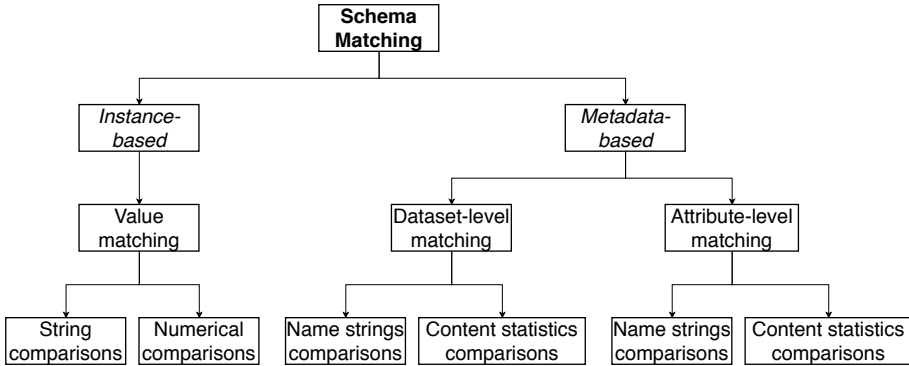 Schema
Matching
Instance-
based
Metadata-
based
Value
matching
Dataset-level
matching
Attribute-level
matching
String
comparisons
Numerical
comparisons
Name strings
comparisons
Content statistics
comparisons
Name strings
comparisons
Content statistics
comparisons